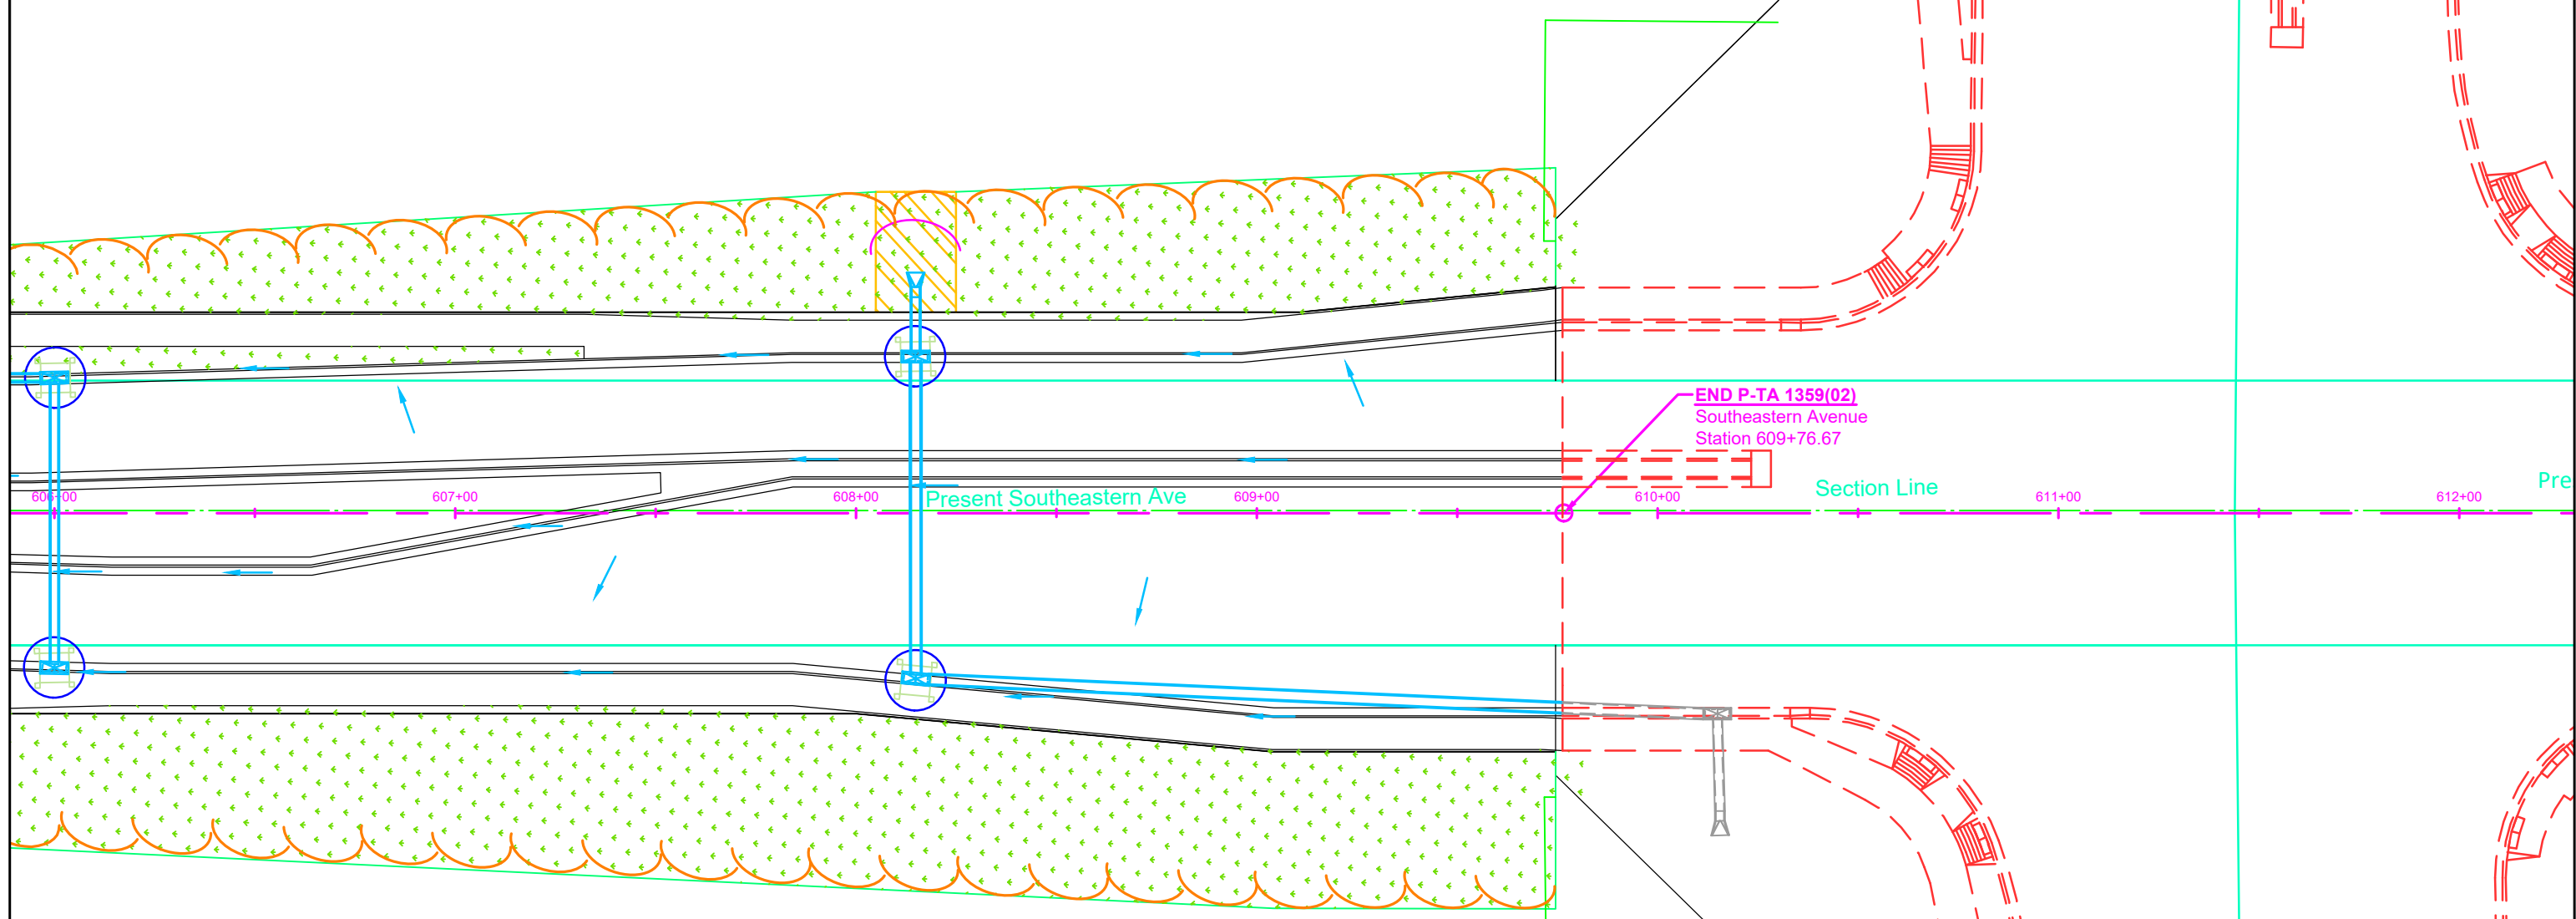 END P-TA 1359(02)
Southeastern Avenue
Station 609+76.67
606+00
607+00
608+00
Present Southeastern Ave
609+00
610+00
Section Line
611+00
612+00
Pre